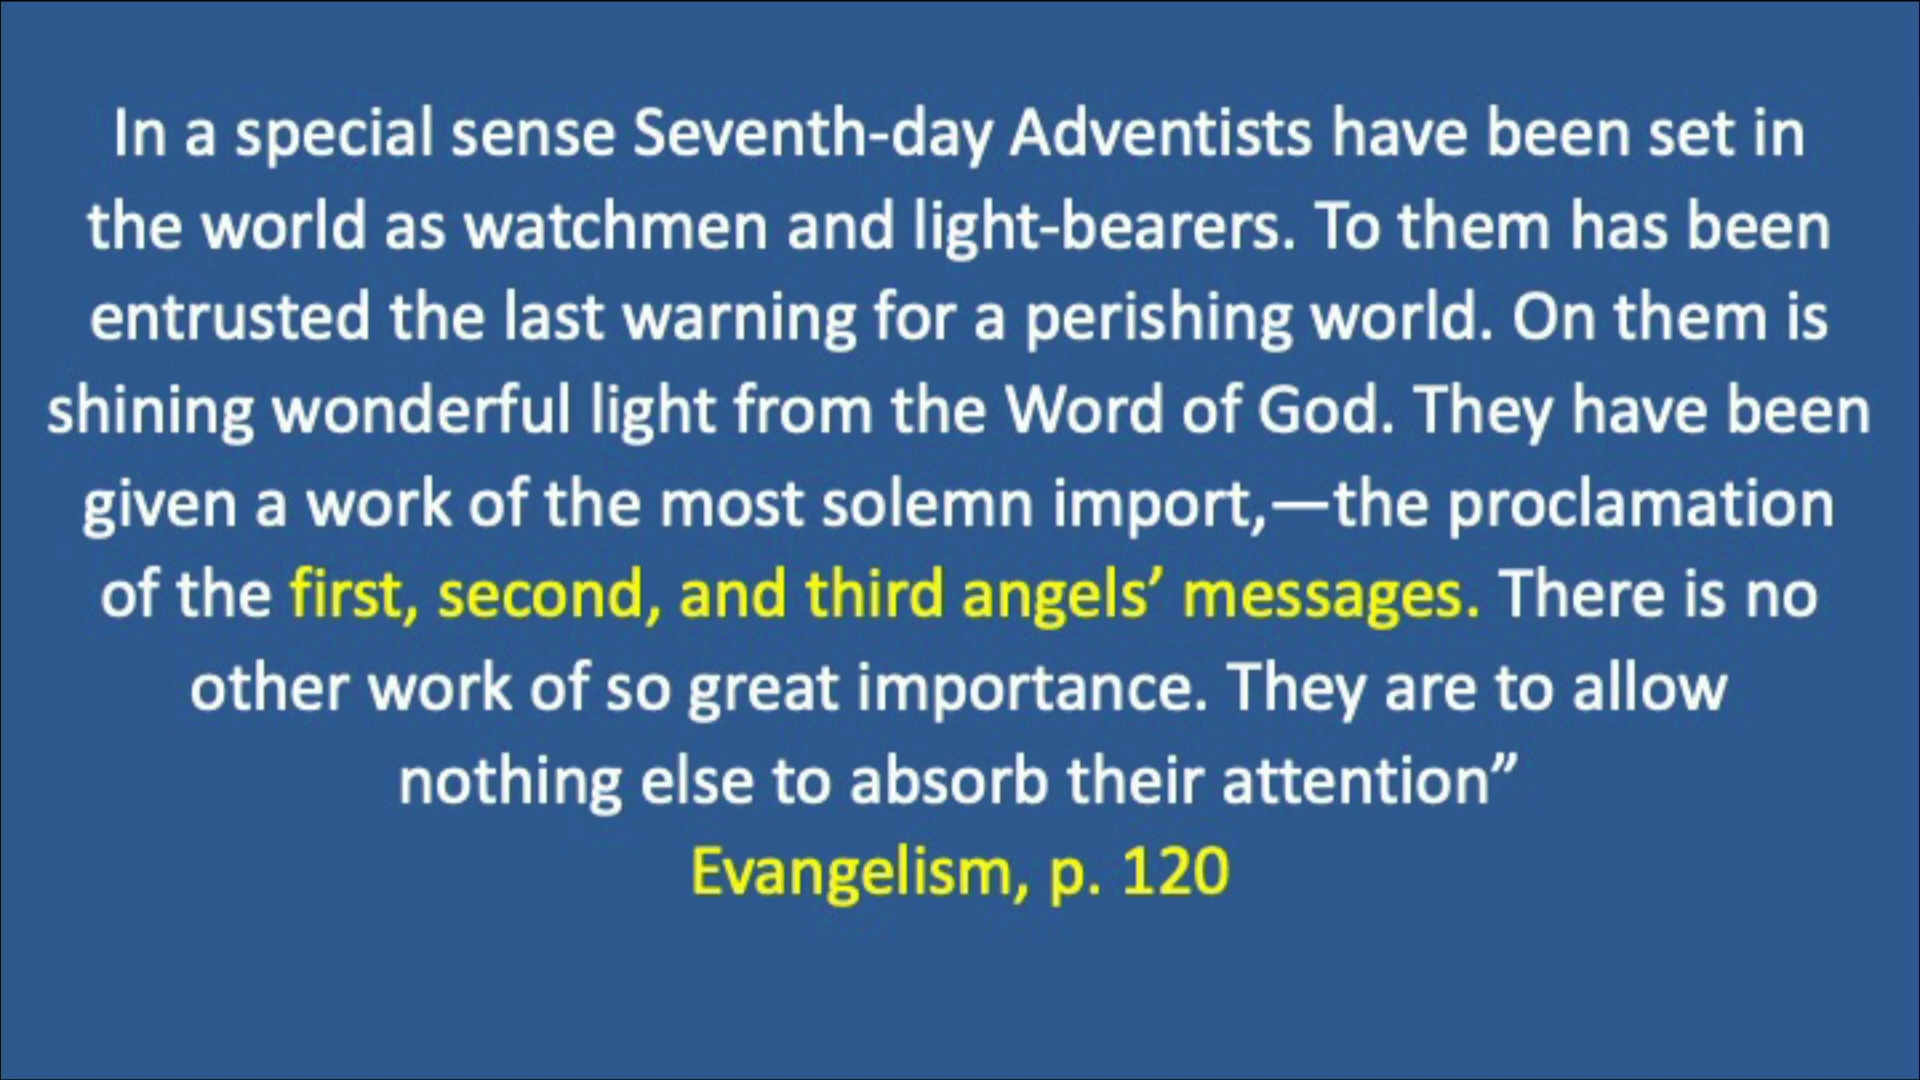 In a special sense Seventh-day Adventists have been set in
the world as watchmen and light-bearers. To them has been
entrusted the last warning for a perishing world. On them is
shining wonderful light from the Word of God. They have been
given a work of the most solemn import,—the proclamation
of the first, second, and third angels’ messages. There is no
other work of so great importance. They are to allow
nothing else to absorb their attention”
Evangelism, p. 120